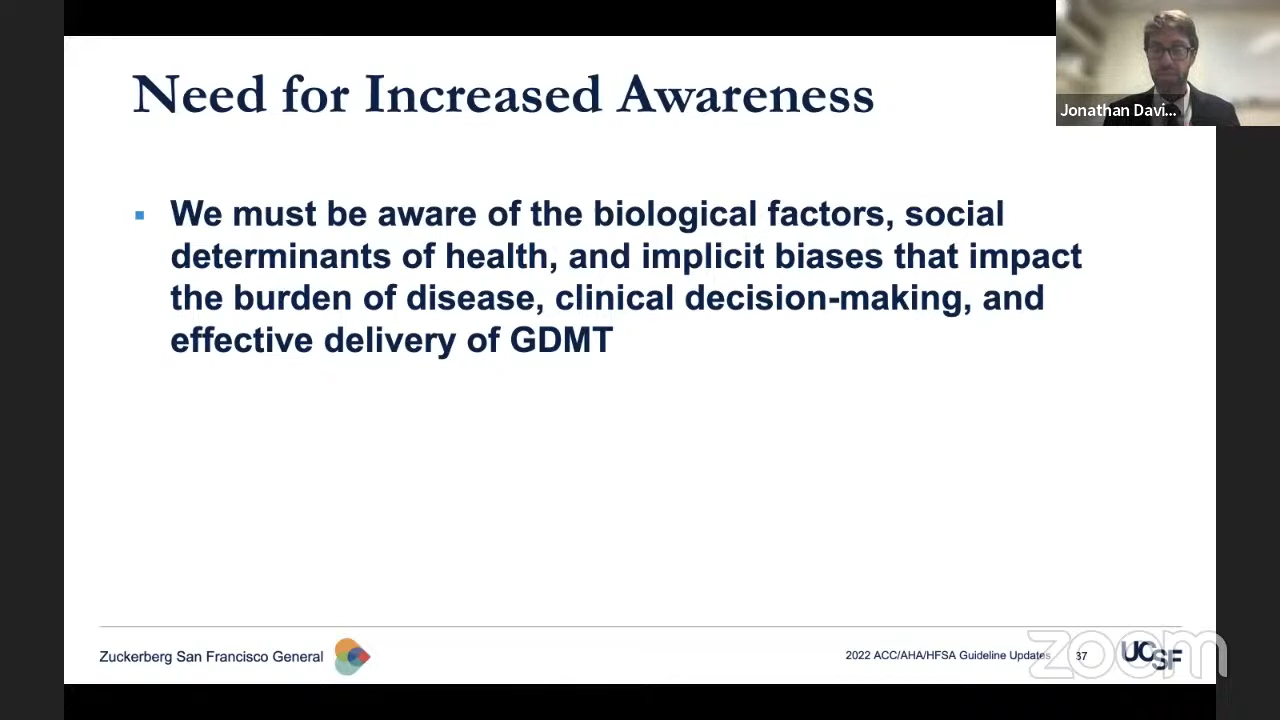 Need for Increased Awareness
Jonathan Davi...
▪ We must be aware of the biological factors, social
determinants of health, and implicit biases that impact
the burden of disease, clinical decision-making, and
effective delivery of GDMT
Zuckerberg San Francisco General
2022 ACC/AHA/HFSA Guideline Updates
37
UCSF
zoom